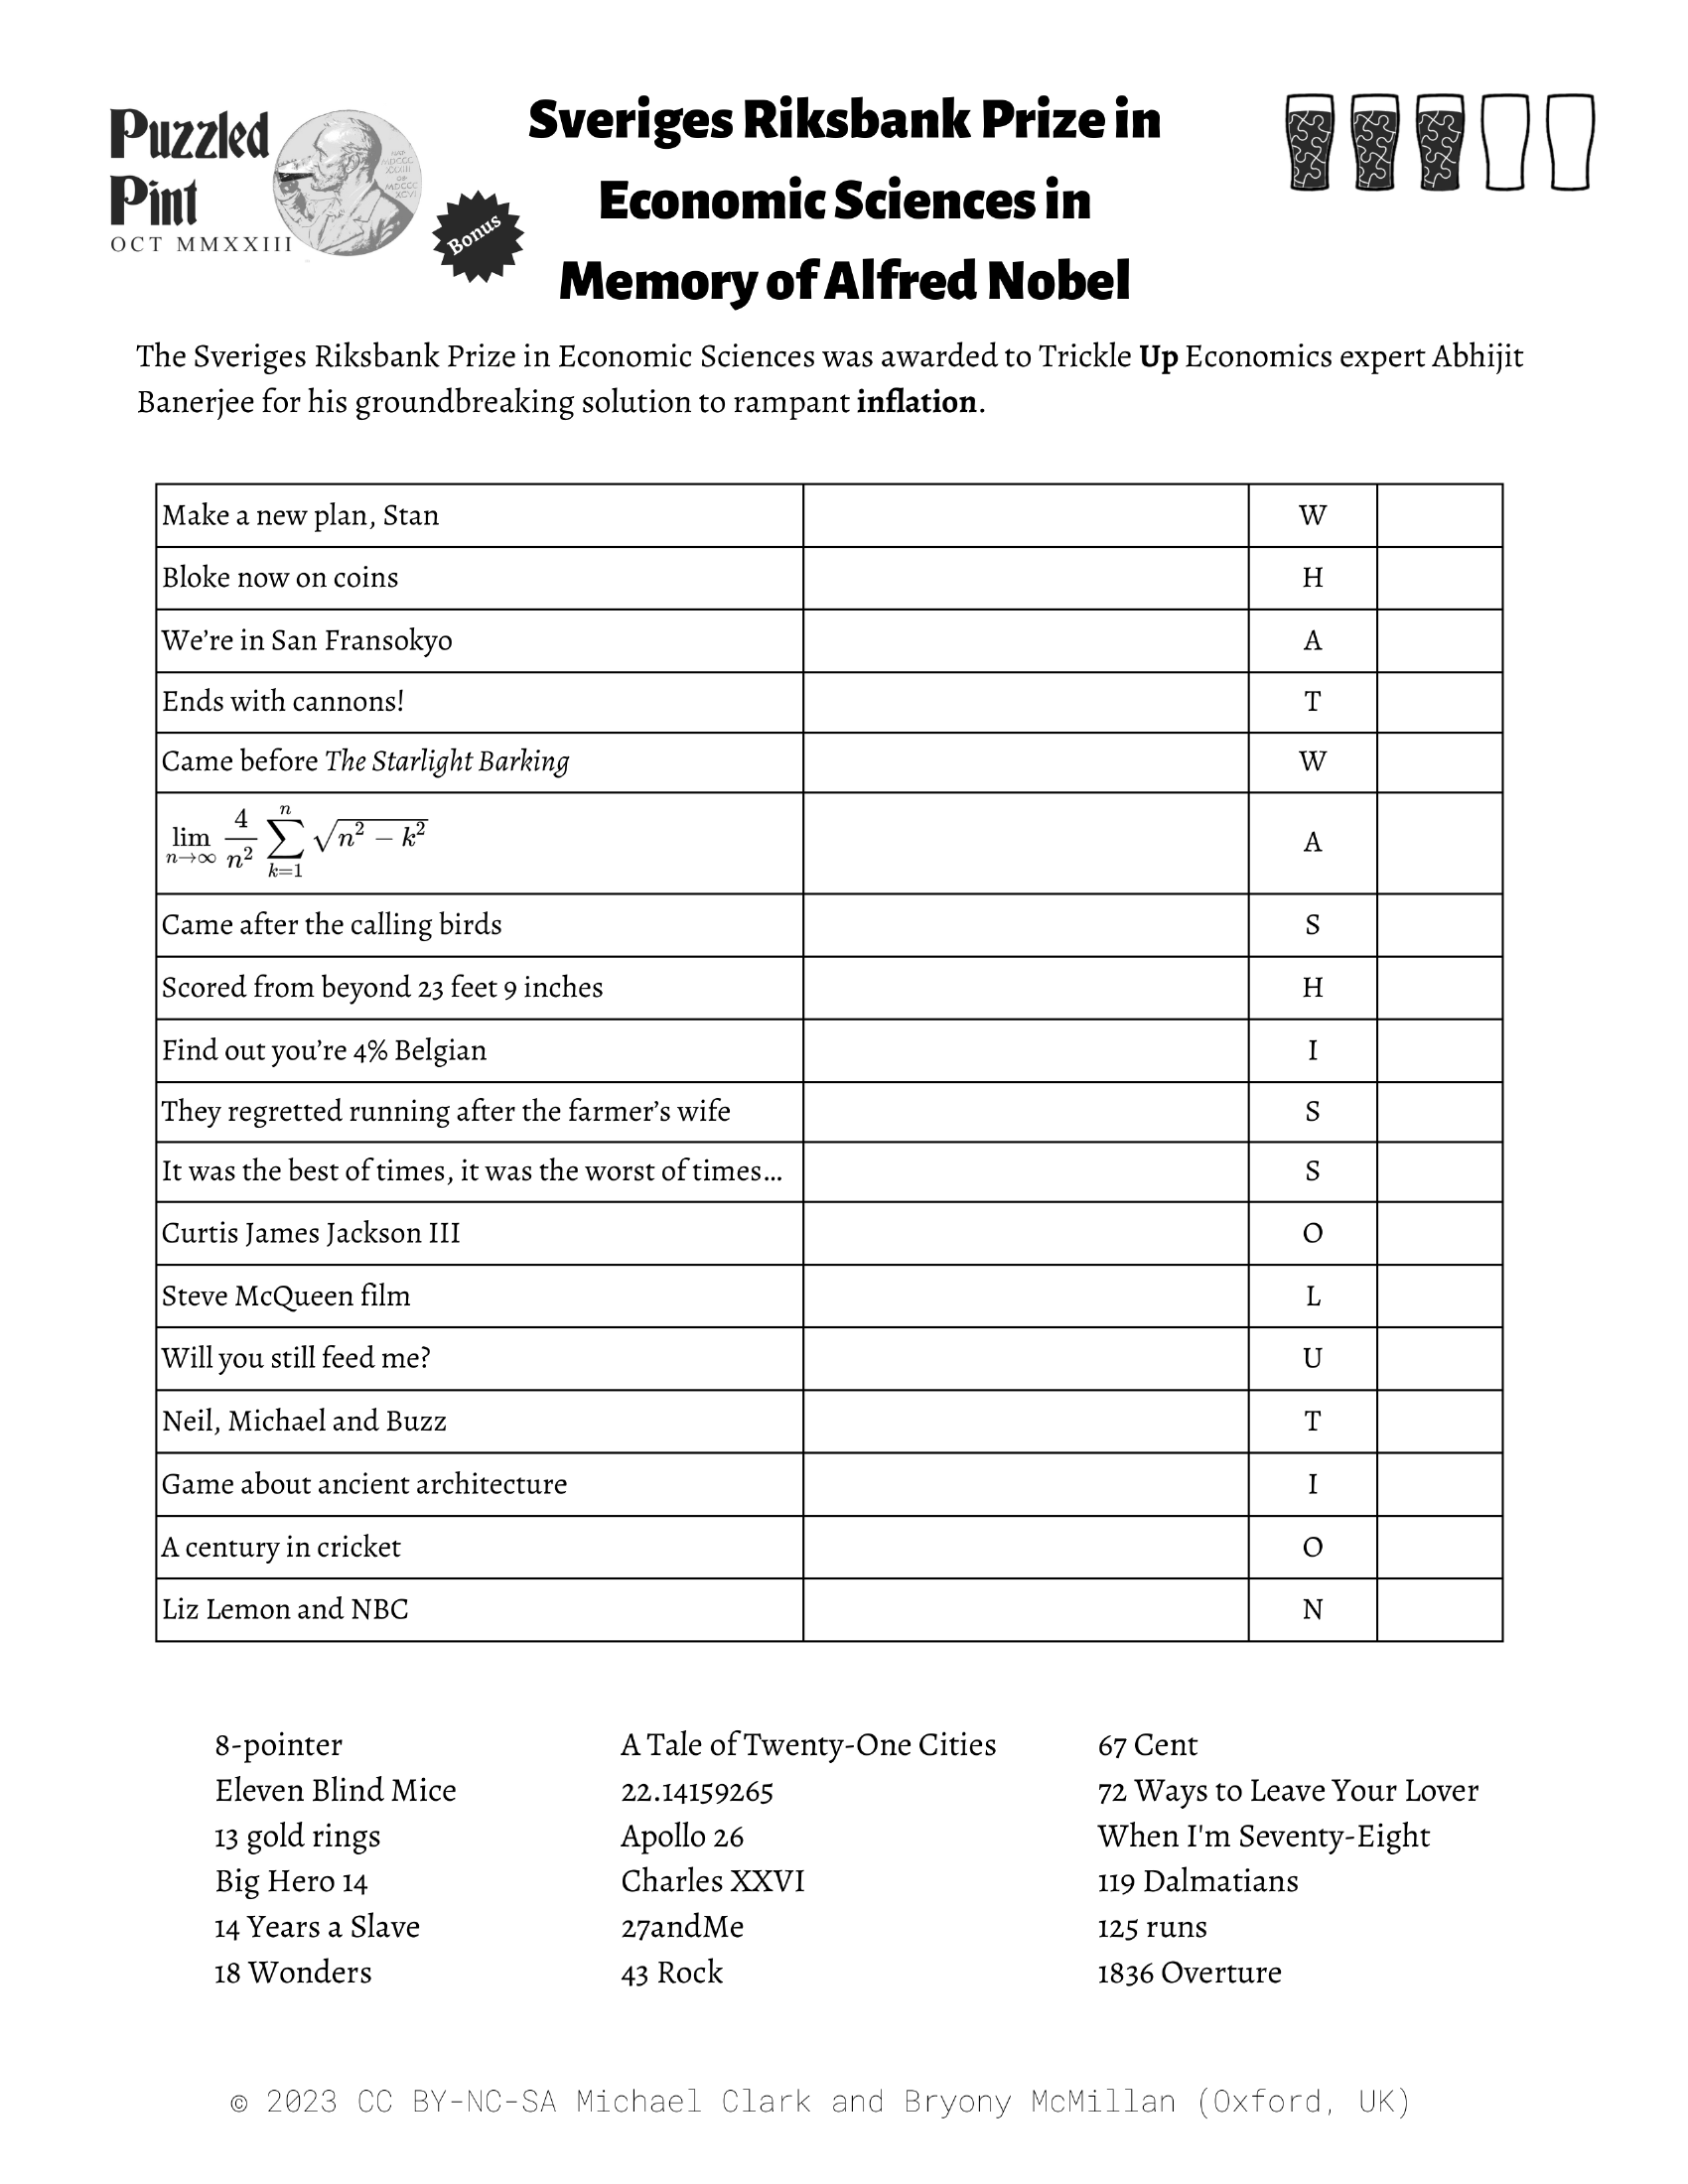 Puzzled
Pint
OCT MMXXIII
Bonus
Sveriges Riksbank Prize in
Economic Sciences in
Memory of Alfred Nobel
The Sveriges Riksbank Prize in Economic Sciences was awarded to Trickle Up Economics expert Abhijit
Banerjee for his groundbreaking solution to rampant inflation.
Make a new plan, Stan W
Bloke now on coins H
We're in San Fransokyo A
Ends with cannons! T
Came before The Starlight Barking W
lim n→∞ 4/n² ∑ k=1 n √(n² − k²) A
Came after the calling birds S
Scored from beyond 23 feet 9 inches H
Find out you're 4% Belgian I
They regretted running after the farmer's wife S
It was the best of times, it was the worst of times... S
Curtis James Jackson III O
Steve McQueen film L
Will you still feed me? U
Neil, Michael and Buzz T
Game about ancient architecture I
A century in cricket O
Liz Lemon and NBC N
8-pointer
Eleven Blind Mice
13 gold rings
Big Hero 14
14 Years a Slave
18 Wonders
A Tale of Twenty-One Cities
22.14159265
Apollo 26
Charles XXVI
27andMe
43 Rock
67 Cent
72 Ways to Leave Your Lover
When I'm Seventy-Eight
119 Dalmatians
125 runs
1836 Overture
© 2023 CC BY-NC-SA Michael Clark and Bryony McMillan (Oxford, UK)